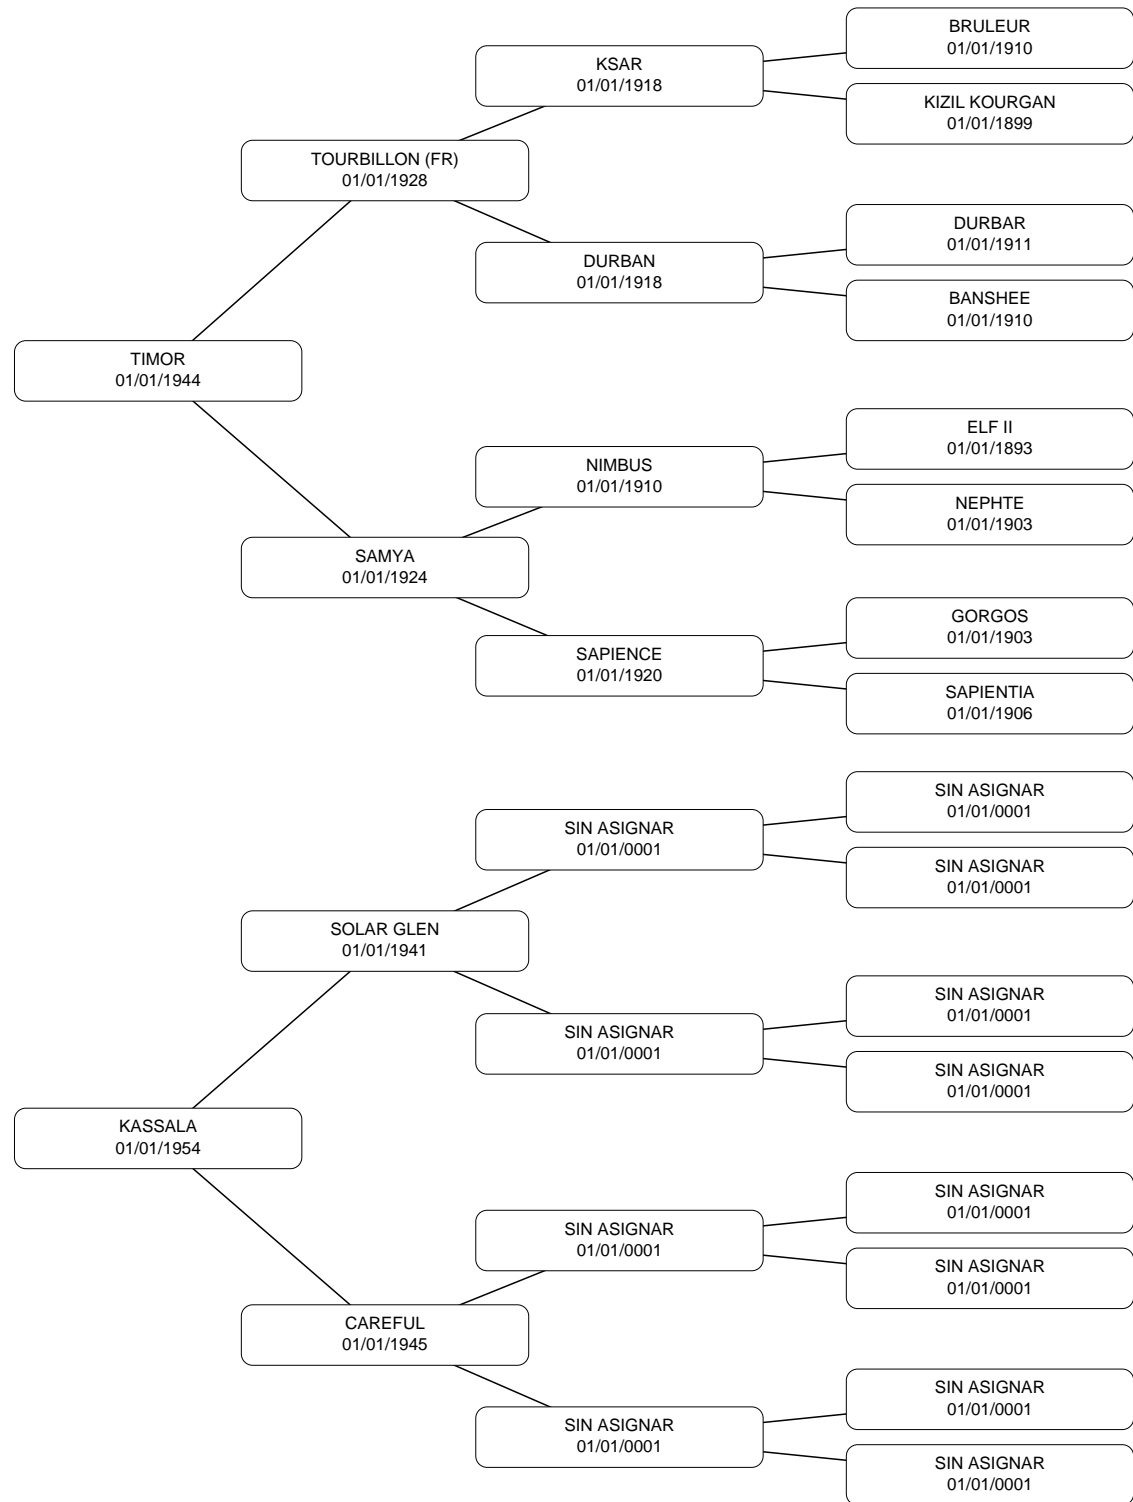 BRULEUR
01/01/1910
KSAR
01/01/1918
KIZIL KOURGAN
01/01/1899
TOURBILLON (FR)
01/01/1928
DURBAR
01/01/1911
DURBAN
01/01/1918
BANSHEE
01/01/1910
TIMOR
01/01/1944
ELF II
01/01/1893
NIMBUS
01/01/1910
NEPHTE
01/01/1903
SAMYA
01/01/1924
GORGOS
01/01/1903
SAPIENCE
01/01/1920
SAPIENTIA
01/01/1906
SIN ASIGNAR
01/01/0001
SIN ASIGNAR
01/01/0001
SIN ASIGNAR
01/01/0001
SOLAR GLEN
01/01/1941
SIN ASIGNAR
01/01/0001
SIN ASIGNAR
01/01/0001
SIN ASIGNAR
01/01/0001
KASSALA
01/01/1954
SIN ASIGNAR
01/01/0001
SIN ASIGNAR
01/01/0001
SIN ASIGNAR
01/01/0001
CAREFUL
01/01/1945
SIN ASIGNAR
01/01/0001
SIN ASIGNAR
01/01/0001
SIN ASIGNAR
01/01/0001